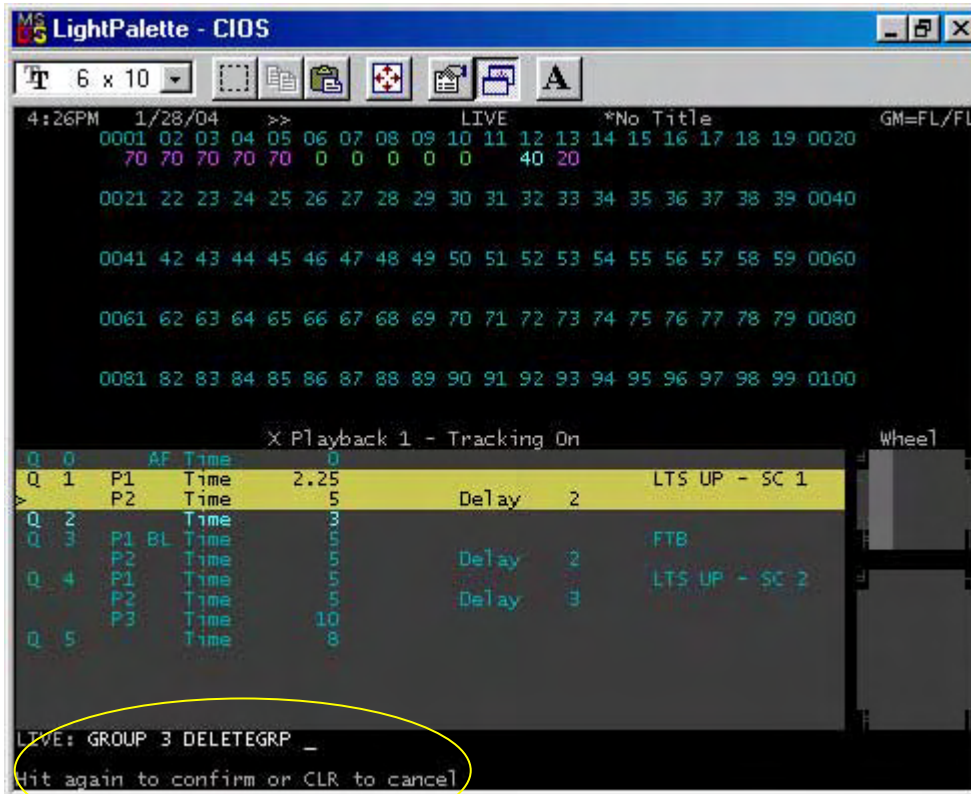 LightPalette - CIOS
6 x 10
A
4:26PM 1/28/04 >> LIVE *No Title GM=FL/FL
0001 02 03 04 05 06 07 08 09 10 11 12 13 14 15 16 17 18 19 0020
70 70 70 70 70 0 0 0 0 0 40 20
0021 22 23 24 25 26 27 28 29 30 31 32 33 34 35 36 37 38 39 0040
0041 42 43 44 45 46 47 48 49 50 51 52 53 54 55 56 57 58 59 0060
0061 62 63 64 65 66 67 68 69 70 71 72 73 74 75 76 77 78 79 0080
0081 82 83 84 85 86 87 88 89 90 91 92 93 94 95 96 97 98 99 0100
X Playback 1 - Tracking On Wheel
Q 0 AF Time 0
Q 1 P1 Time 2.25 LTS UP - SC 1
> P2 Time 5 Delay 2
Q 2 Time 3
Q 3 P1 BL Time 5 FTB
P2 Time 5 Delay 2
Q 4 P1 Time 5 LTS UP - SC 2
P2 Time 5 Delay 3
P3 Time 10
Q 5 Time 8
LIVE: GROUP 3 DELETEGRP _
Hit again to confirm or CLR to cancel